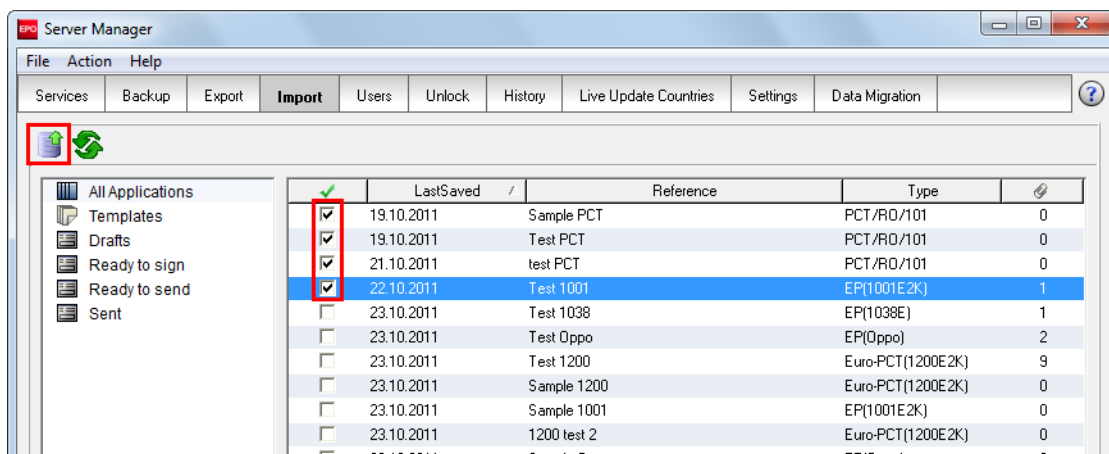 EPO Server Manager
File Action Help
Services Backup Export Import Users Unlock History Live Update Countries Settings Data Migration ?
All Applications
Templates
Drafts
Ready to sign
Ready to send
Sent
LastSaved / Reference Type
19.10.2011 Sample PCT PCT/RO/101 0
19.10.2011 Test PCT PCT/RO/101 0
21.10.2011 test PCT PCT/RO/101 0
22.10.2011 Test 1001 EP(1001E2K) 1
23.10.2011 Test 1038 EP(1038E) 1
23.10.2011 Test Oppo EP(Oppo) 2
23.10.2011 Test 1200 Euro-PCT(1200E2K) 9
23.10.2011 Sample 1200 Euro-PCT(1200E2K) 0
23.10.2011 Sample 1001 EP(1001E2K) 0
23.10.2011 1200 test 2 Euro-PCT(1200E2K) 0